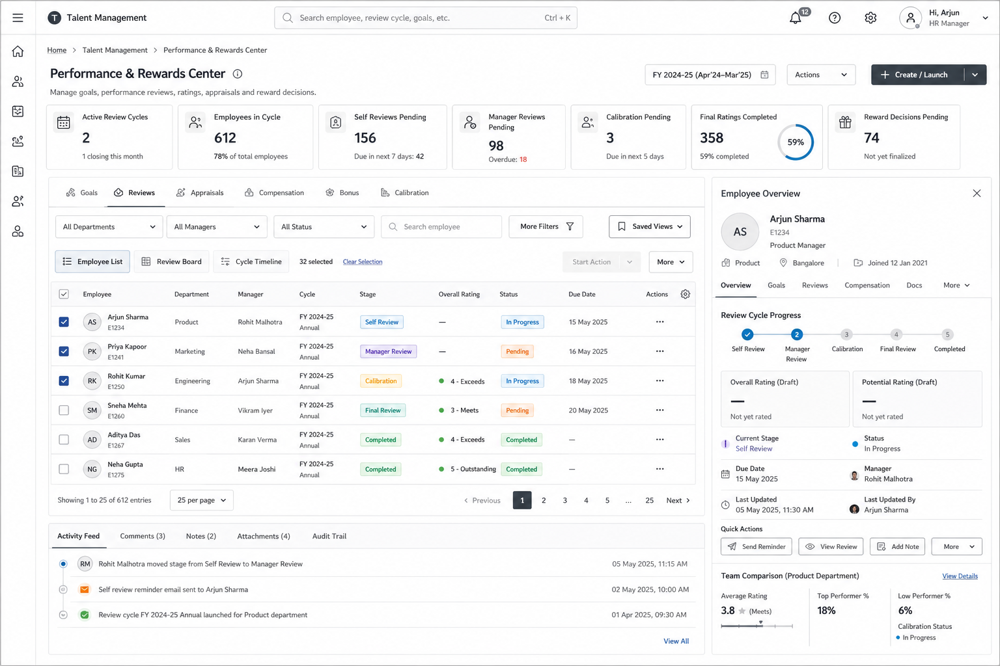 T Talent Management
Search employee, review cycle, goals, etc. Ctrl + K
12
Hi, Arjun
HR Manager
Home > Talent Management > Performance & Rewards Center
Performance & Rewards Center
Manage goals, performance reviews, ratings, appraisals and reward decisions.
FY 2024-25 (Apr'24–Mar'25)
Actions
Create / Launch
Active Review Cycles
2
1 closing this month
Employees in Cycle
612
78% of total employees
Self Reviews Pending
156
Due in next 7 days: 42
Manager Reviews
Pending
98
Overdue: 18
Calibration Pending
3
Due in next 5 days
Final Ratings Completed
358
59% completed
59%
Reward Decisions Pending
74
Not yet finalized
Goals Reviews Appraisals Compensation Bonus Calibration
All Departments All Managers All Status Search employee More Filters Saved Views
Employee List Review Board Cycle Timeline 32 selected Clear Selection Start Action More
Employee Department Manager Cycle Stage Overall Rating Status Due Date Actions
AS Arjun Sharma Product Rohit Malhotra FY 2024-25 Self Review — In Progress 15 May 2025 ...
E1234 Annual
PK Priya Kapoor Marketing Neha Bansal FY 2024-25 Manager Review — Pending 16 May 2025 ...
E1241 Annual
RK Rohit Kumar Engineering Arjun Sharma FY 2024-25 Calibration 4 - Exceeds In Progress 18 May 2025 ...
E1250 Annual
SM Sneha Mehta Finance Vikram Iyer FY 2024-25 Final Review 3 - Meets Pending 20 May 2025 ...
E1260 Annual
AD Aditya Das Sales Karan Verma FY 2024-25 Completed 4 - Exceeds Completed — ...
E1267 Annual
NG Neha Gupta HR Meera Joshi FY 2024-25 Completed 5 - Outstanding Completed — ...
E1275 Annual
Showing 1 to 25 of 612 entries 25 per page < Previous 1 2 3 4 5 ... 25 Next >
Activity Feed Comments (3) Notes (2) Attachments (4) Audit Trail
RM Rohit Malhotra moved stage from Self Review to Manager Review 05 May 2025, 11:15 AM
Self review reminder email sent to Arjun Sharma 02 May 2025, 10:00 AM
Review cycle FY 2024-25 Annual launched for Product department 01 Apr 2025, 09:30 AM
View All
Employee Overview
AS
Arjun Sharma
E1234
Product Manager
Product Bangalore Joined 12 Jan 2021
Overview Goals Reviews Compensation Docs More
Review Cycle Progress
2 3 4 5
Self Review Manager Calibration Final Review Completed
Review
Overall Rating (Draft)
—
Not yet rated
Potential Rating (Draft)
—
Not yet rated
Current Stage
Self Review
Status
In Progress
Due Date
15 May 2025
Manager
Rohit Malhotra
Last Updated
05 May 2025, 11:30 AM
Last Updated By
Arjun Sharma
Quick Actions
Send Reminder View Review Add Note More
Team Comparison (Product Department) View Details
Average Rating
3.8 ★ (Meets)
Top Performer %
18%
Low Performer %
6%
Calibration Status
In Progress